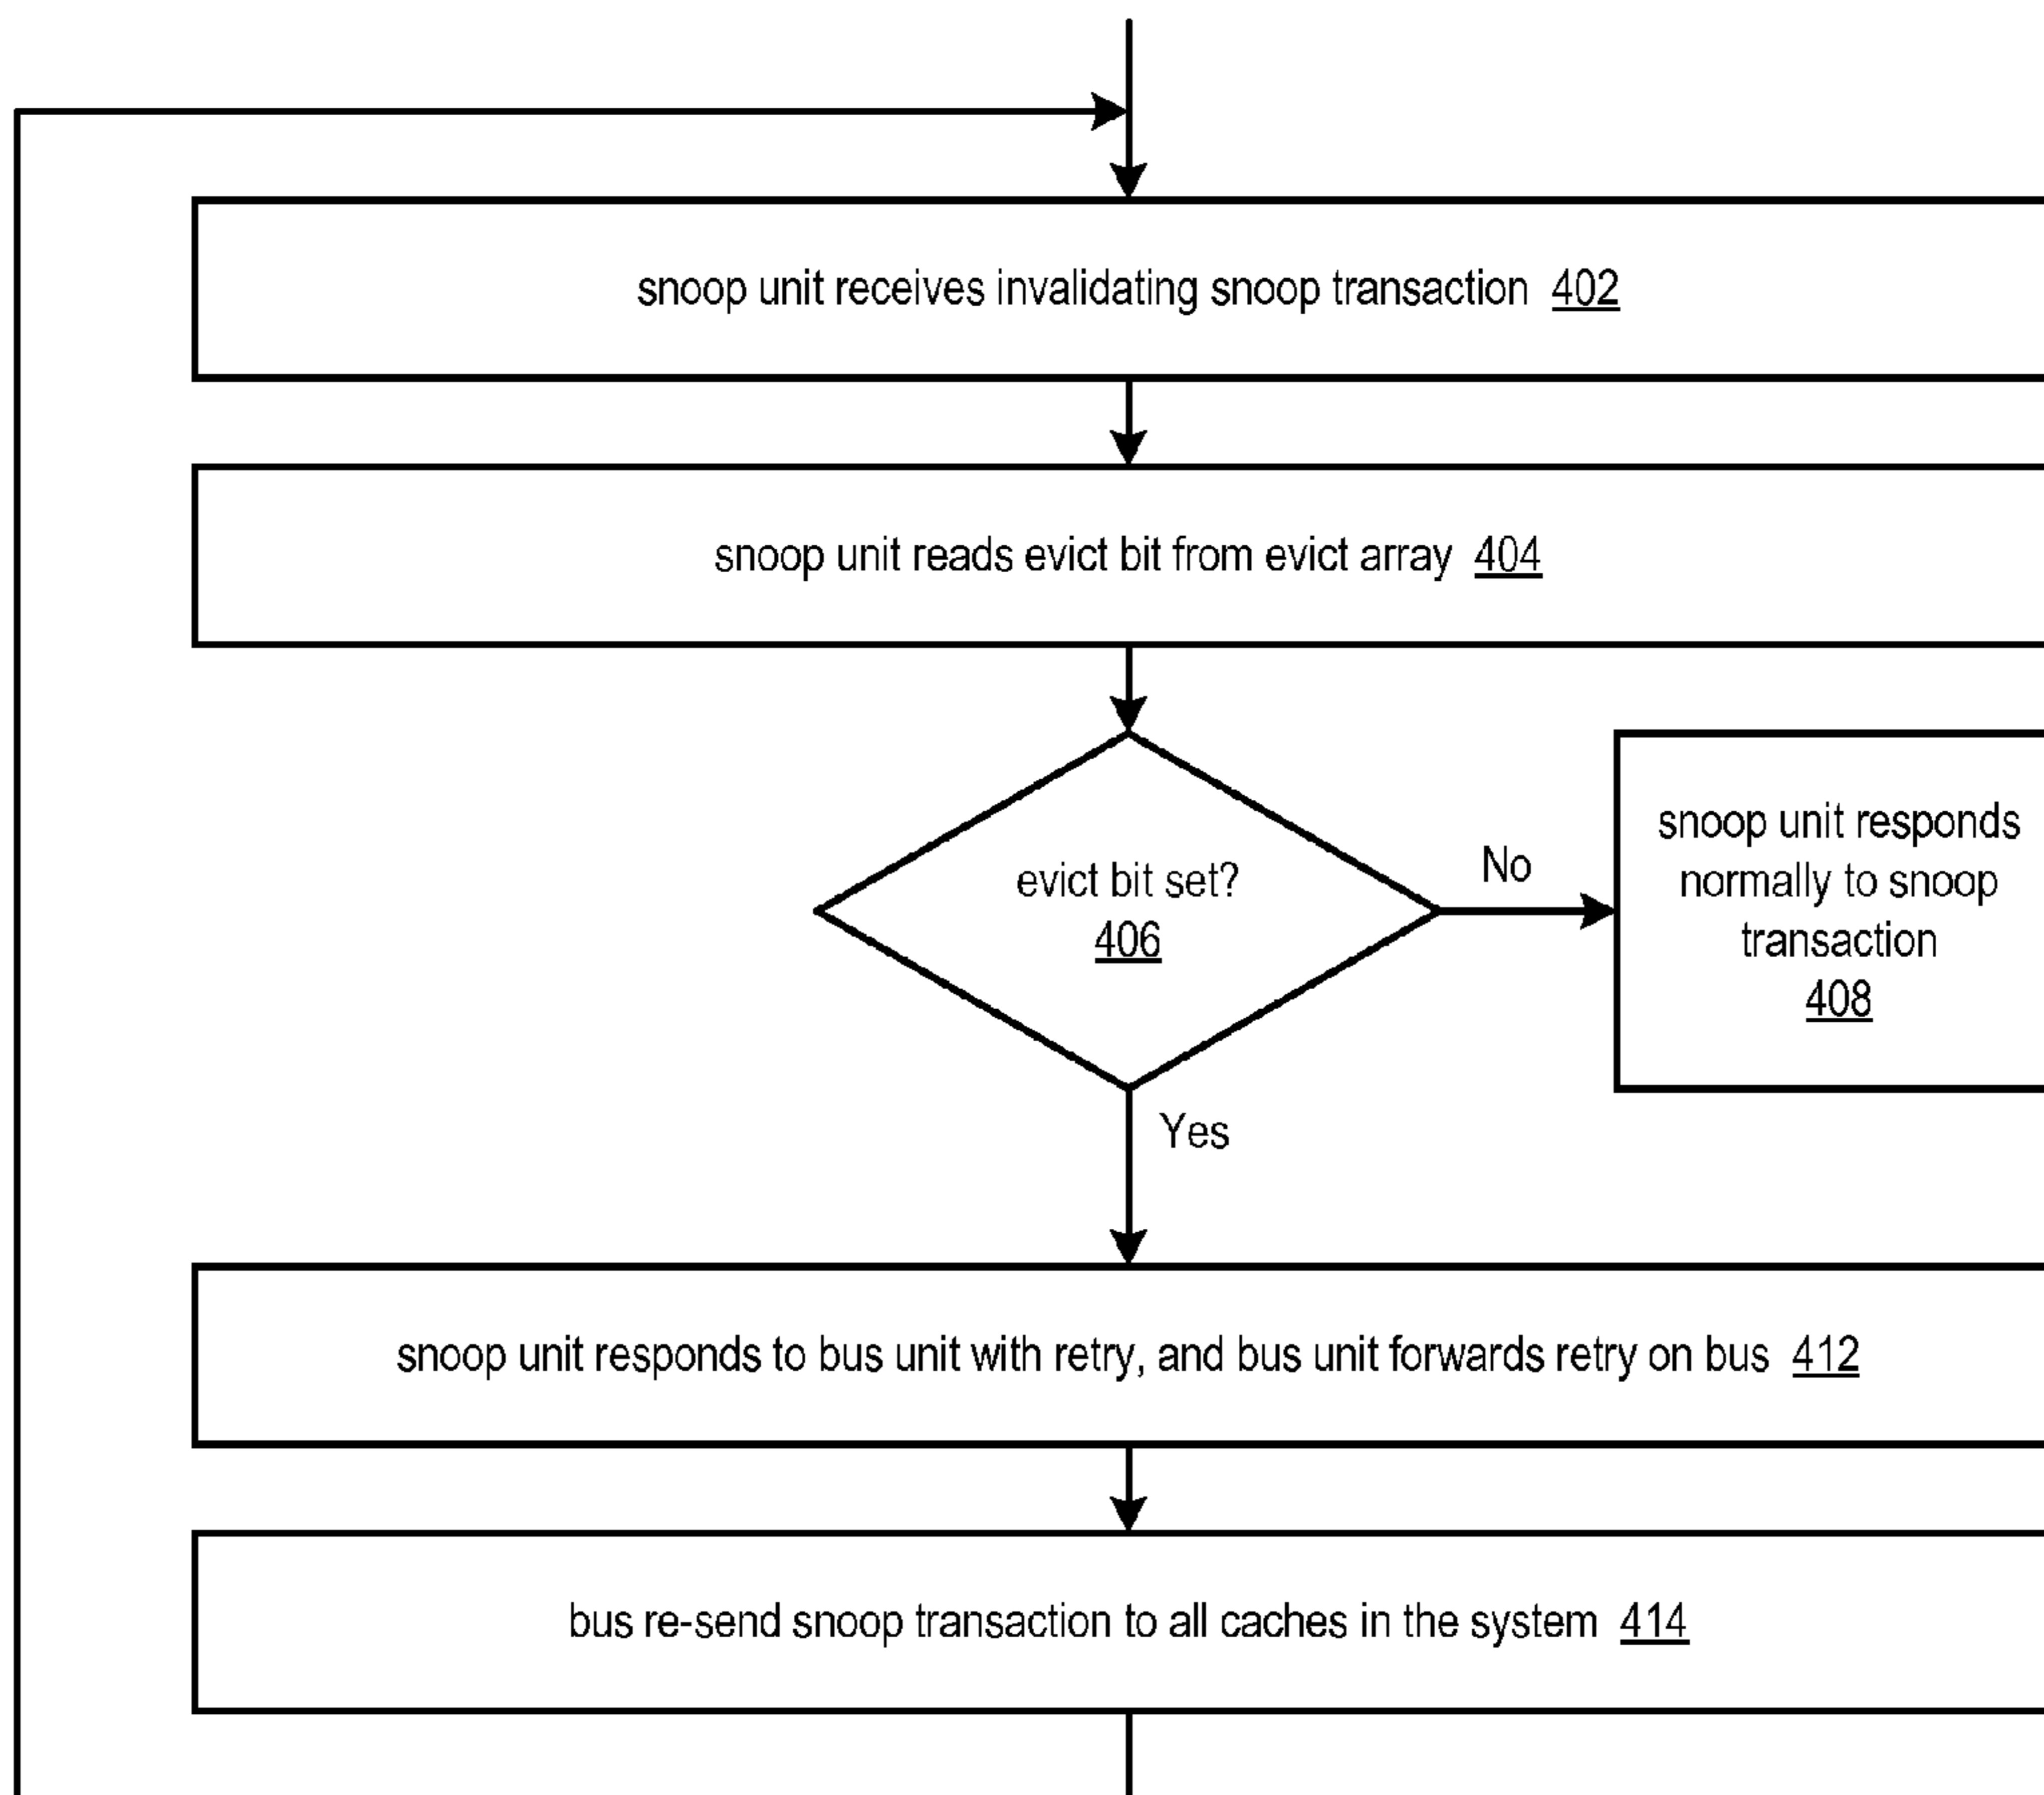 snoop unit receives invalidating snoop transaction 402
snoop unit reads evict bit from evict array 404
evict bit set?
406
No
snoop unit responds
normally to snoop
transaction
408
Yes
snoop unit responds to bus unit with retry, and bus unit forwards retry on bus 412
bus re-send snoop transaction to all caches in the system 414